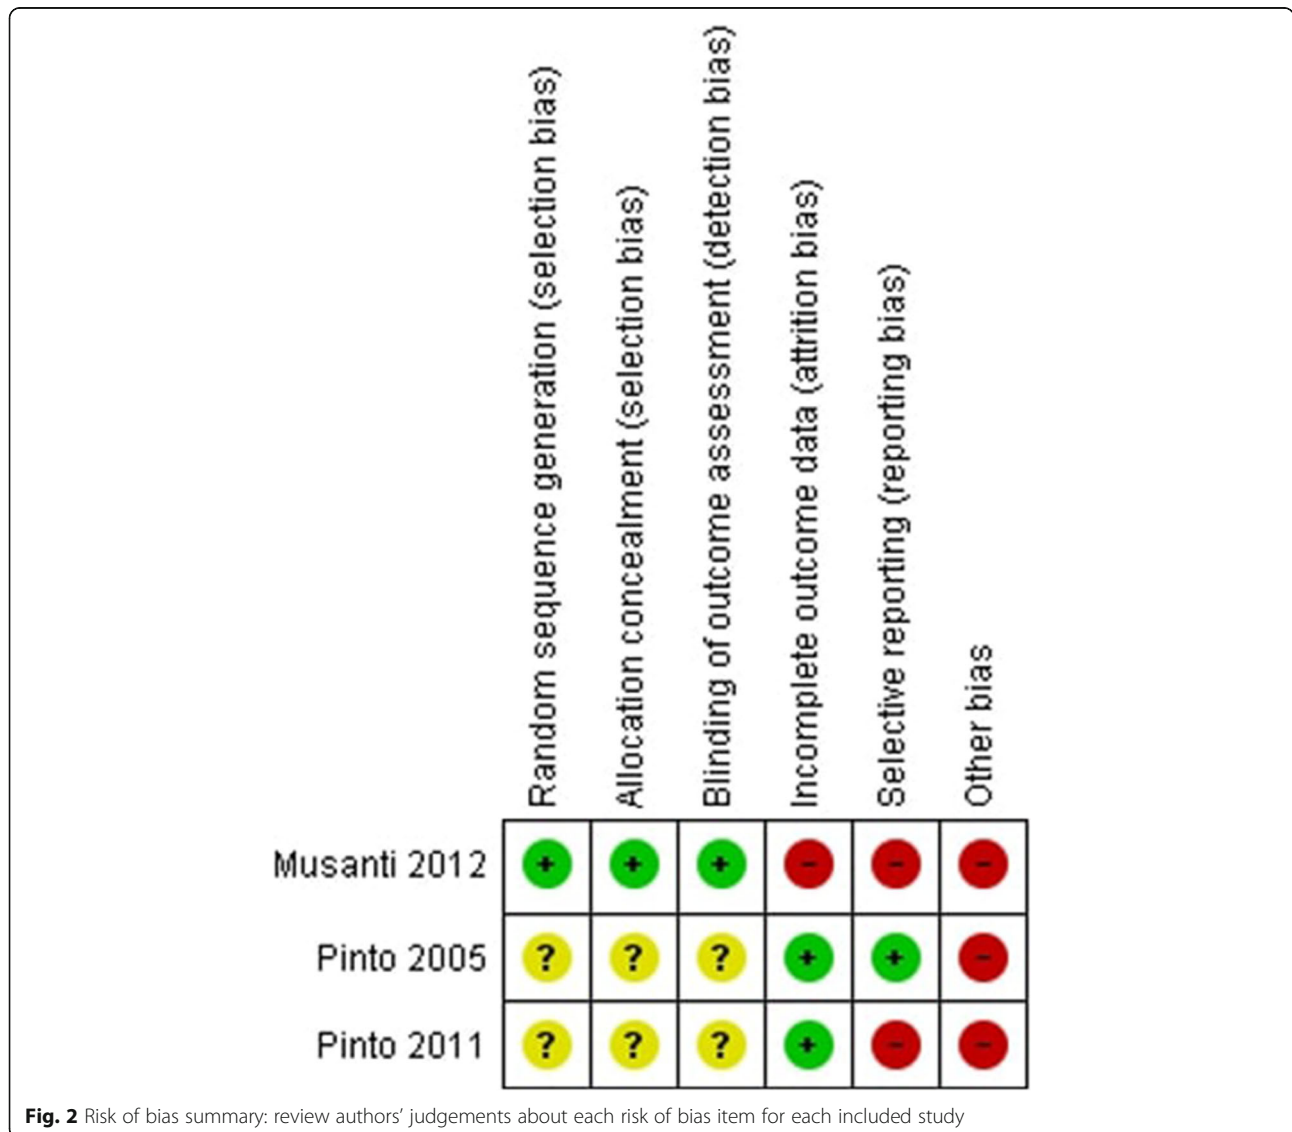 Random sequence generation (selection bias)
Allocation concealment (selection bias)
Blinding of outcome assessment (detection bias)
Incomplete outcome data (attrition bias)
Selective reporting (reporting bias)
Other bias
Musanti 2012 + + + - - -
Pinto 2005 ? ? ? + + -
Pinto 2011 ? ? ? + - -
Fig. 2 Risk of bias summary: review authors’ judgements about each risk of bias item for each included study